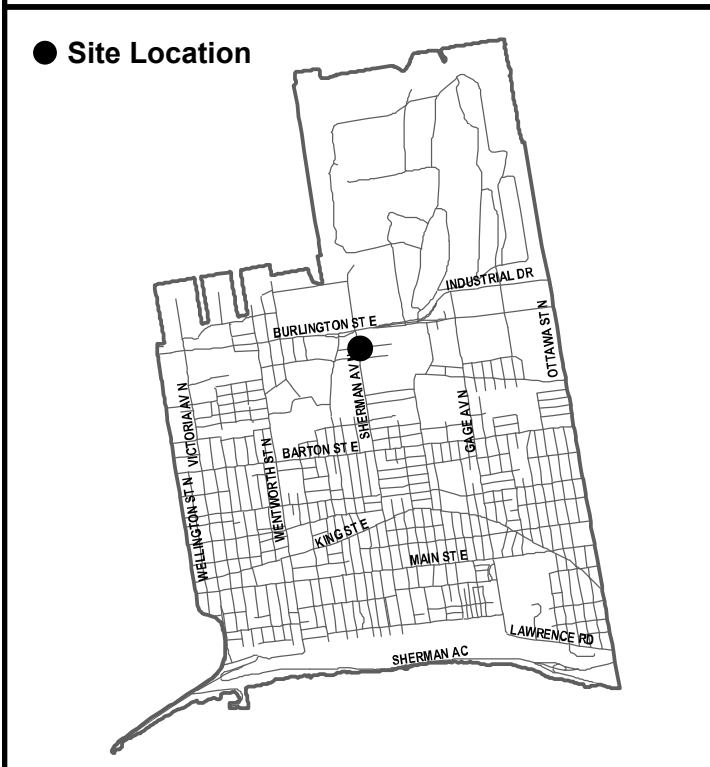 Site Location
INDUSTRIAL DR
BURLINGTON ST E
OTTAWA ST N
SHERMAN AV
VICTORIA AV N
GAGE AV N
BARTON ST E
WENTWORTH ST N
WELLINGTON ST N
KING ST E
MAIN ST E
LAWRENCE RD
SHERMAN AC